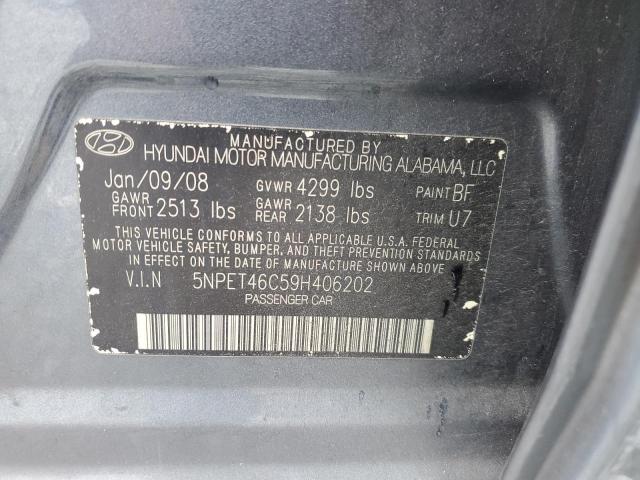 MANUFACTURED BY
HYUNDAI MOTOR MANUFACTURING ALABAMA, LLC
Jan/09/08 GVWR 4299 lbs PAINT BF
GAWR FRONT 2513 lbs GAWR REAR 2138 lbs TRIM U7
THIS VEHICLE CONFORMS TO ALL APPLICABLE U.S.A. FEDERAL
MOTOR VEHICLE SAFETY, BUMPER, AND THEFT PREVENTION STANDARDS
IN EFFECT ON THE DATE OF MANUFACTURE SHOWN ABOVE.
V.I.N 5NPET46C59H406202
PASSENGER CAR